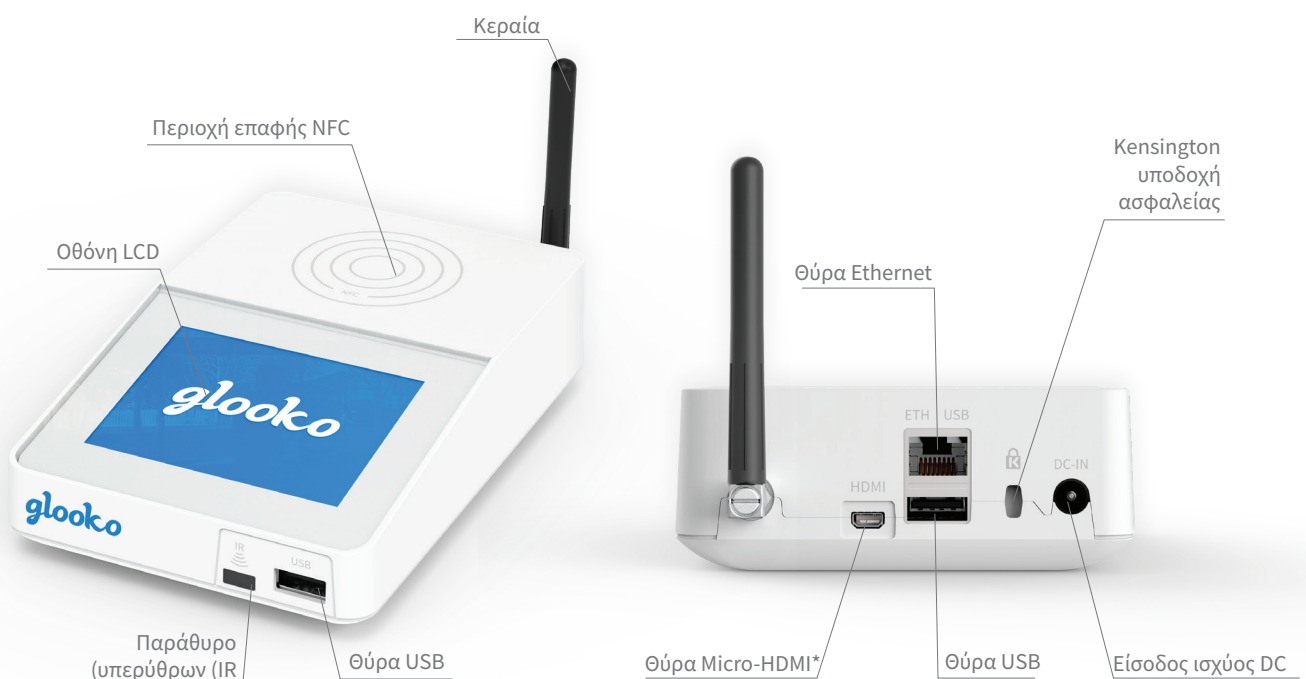 Κεραία
Περιοχή επαφής NFC
Οθόνη LCD
NFC
glooko
glooko
IR
USB
Παράθυρο
(υπερύθρων (IR
Θύρα USB
Kensington
υποδοχή
ασφαλείας
Θύρα Ethernet
ETH USB
HDMI
K
DC-IN
Θύρα Micro-HDMI*
Θύρα USB
Είσοδος ισχύος DC